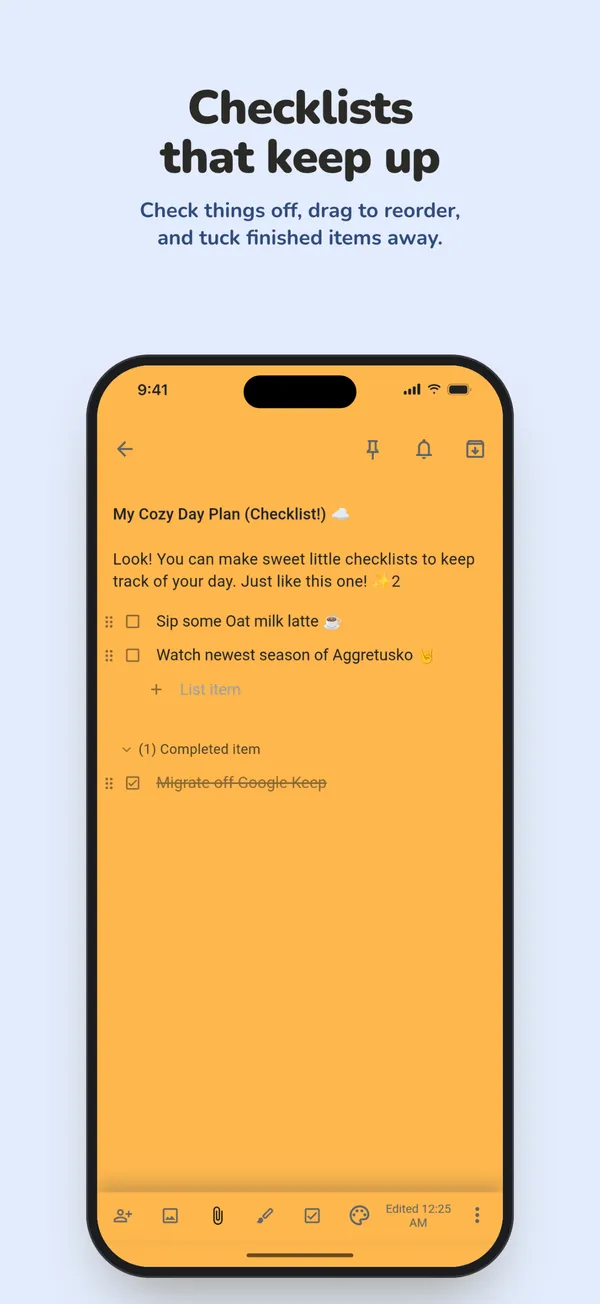 Checklists
that keep up
Check things off, drag to reorder,
and tuck finished items away.
9:41
My Cozy Day Plan (Checklist!) ☁️
Look! You can make sweet little checklists to keep
track of your day. Just like this one! ✨2
Sip some Oat milk latte ☕
Watch newest season of Aggretusko 🤘
+ List item
(1) Completed item
Migrate off Google Keep
Edited 12:25
AM